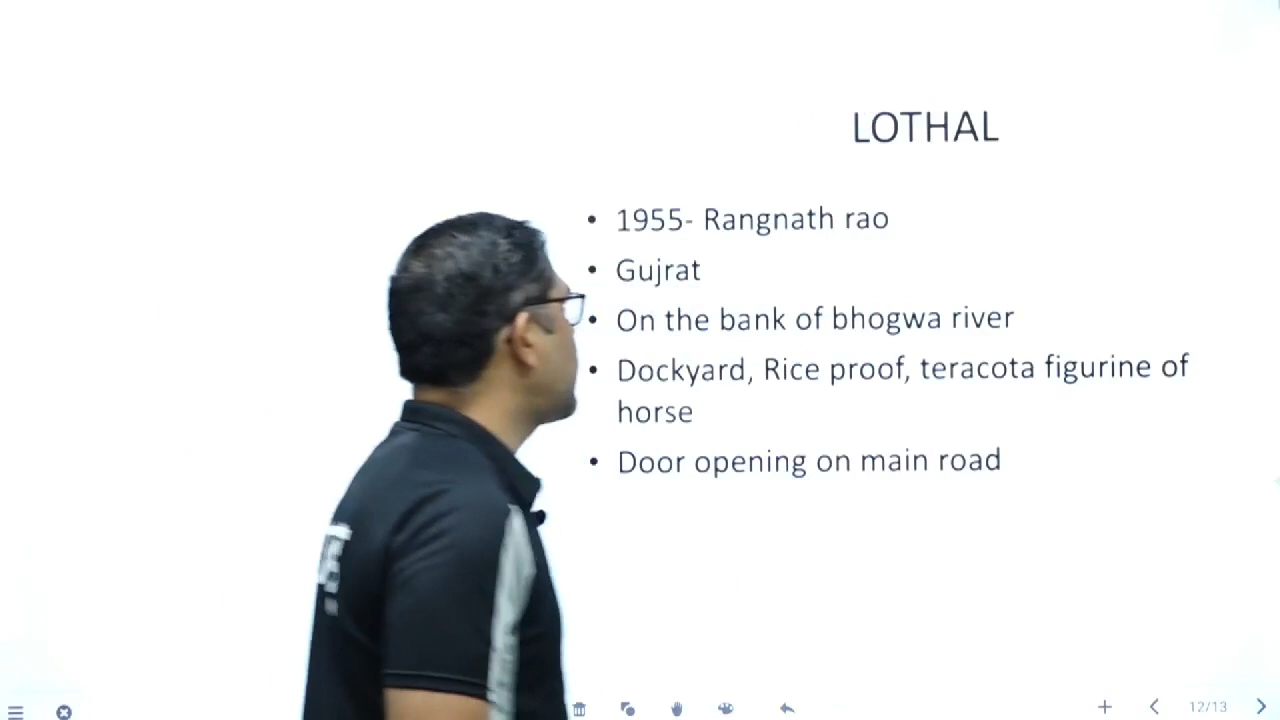 LOTHAL
• 1955- Rangnath rao
• Gujrat
• On the bank of bhogwa river
• Dockyard, Rice proof, teracota figurine of
horse
• Door opening on main road
12/13